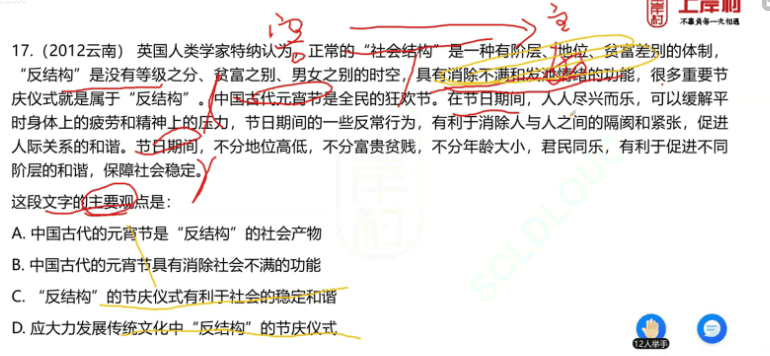 上岸村
不辜负每一次相遇
17.（2012云南） 英国人类学家特纳认为，正常的“社会结构”是一种有阶层、地位、贫富差别的体制，
“反结构”是没有等级之分、贫富之别、男女之别的时空，具有消除不满和发泄情绪的功能，很多重要节
庆仪式就是属于“反结构”。中国古代元宵节是全民的狂欢节。在节日期间，人人尽兴而乐，可以缓解平
时身体上的疲劳和精神上的压力，节日期间的一些反常行为，有利于消除人与人之间的隔阂和紧张，促进
人际关系的和谐。节日期间，不分地位高低，不分富贵贫贱，不分年龄大小，君民同乐，有利于促进不同
阶层的和谐，保障社会稳定。
这段文字的主要观点是：
A. 中国古代的元宵节是“反结构”的社会产物
B. 中国古代的元宵节具有消除社会不满的功能
C. “反结构”的节庆仪式有利于社会的稳定和谐
D. 应大力发展传统文化中“反结构”的节庆仪式
12人举手